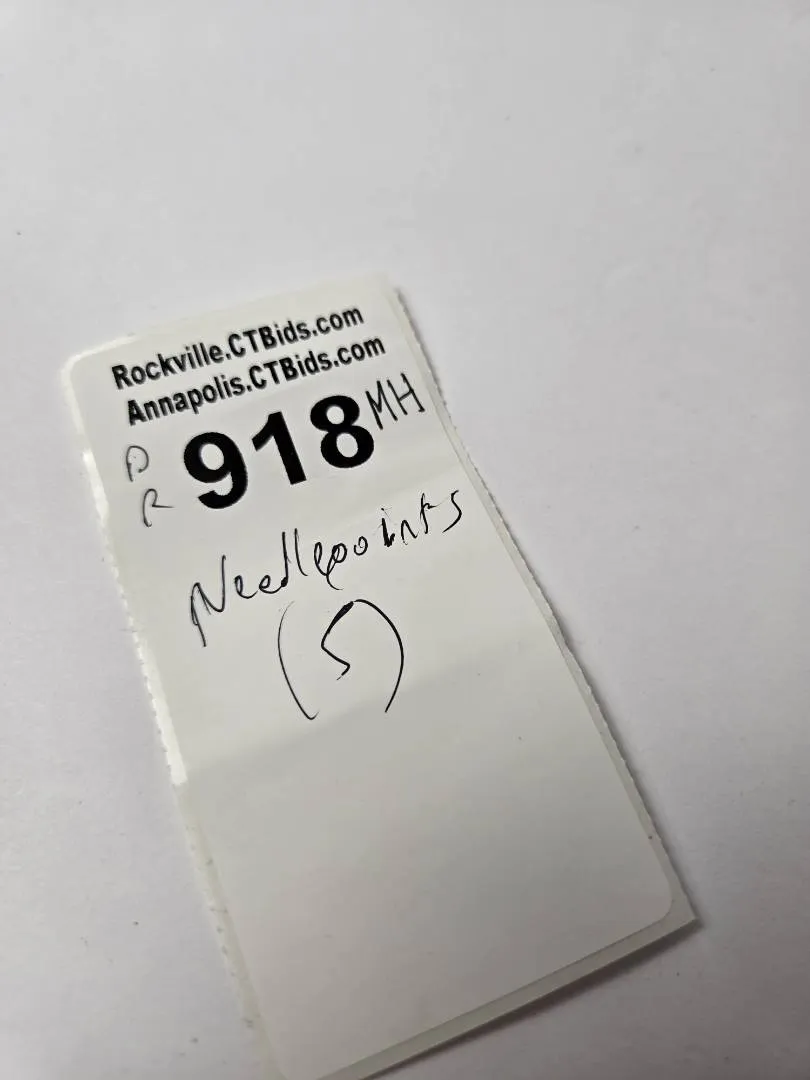 Rockville.CTBids.com
Annapolis.CTBids.com
D 918 MH
R
Needlepoints
(5)